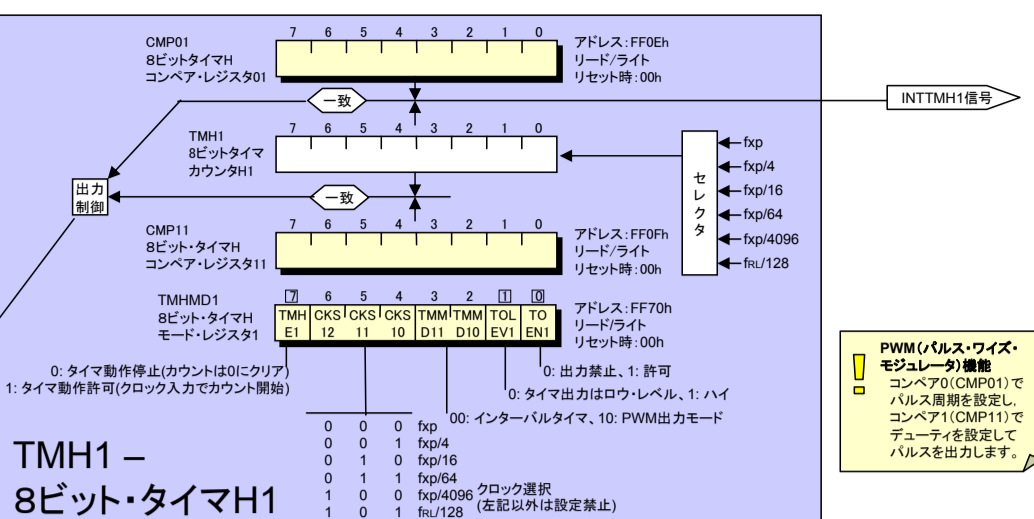 CMP01
8ビットタイマH
コンペア・レジスタ01
7 6 5 4 3 2 1 0
アドレス:FF0Eh
リード/ライト
リセット時:00h
一致
INTTMH1信号
TMH1
8ビットタイマ
カウンタH1
7 6 5 4 3 2 1 0
セレクタ
fxp
fxp/4
fxp/16
fxp/64
fxp/4096
fRL/128
出力
制御
一致
CMP11
8ビット・タイマH
コンペア・レジスタ11
7 6 5 4 3 2 1 0
アドレス:FF0Fh
リード/ライト
リセット時:00h
TMHMD1
8ビット・タイマH
モード・レジスタ1
7 6 5 4 3 2 1 0
TMH CKS CKS CKS TMM TMM TOL TO
E1 12 11 10 D11 D10 EV1 EN1
アドレス:FF70h
リード/ライト
リセット時:00h
0: タイマ動作停止(カウントは0にクリア)
1: タイマ動作許可(クロック入力でカウント開始)
0: 出力禁止、1: 許可
0: タイマ出力はロウ・レベル、1: ハイ
00: インターバルタイマ、10: PWM出力モード
0 0 0 fxp
0 0 1 fxp/4
0 1 0 fxp/16
0 1 1 fxp/64
1 0 0 fxp/4096
1 0 1 fRL/128
クロック選択
(左記以外は設定禁止)
TMH1 –
8ビット・タイマH1
!
PWM(パルス・ワイズ・
モジュレータ)機能
コンペア0(CMP01)で
パルス周期を設定し,
コンペア1(CMP11)で
デューティを設定して
パルスを出力します。